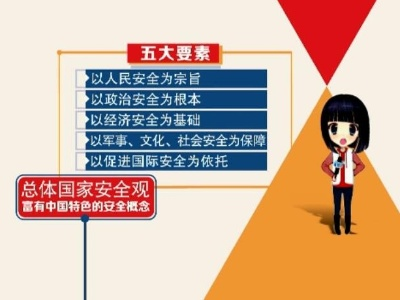 五大要素
以人民安全为宗旨
以政治安全为根本
以经济安全为基础
以军事、文化、社会安全为保障
以促进国际安全为依托
总体国家安全观
富有中国特色的安全概念